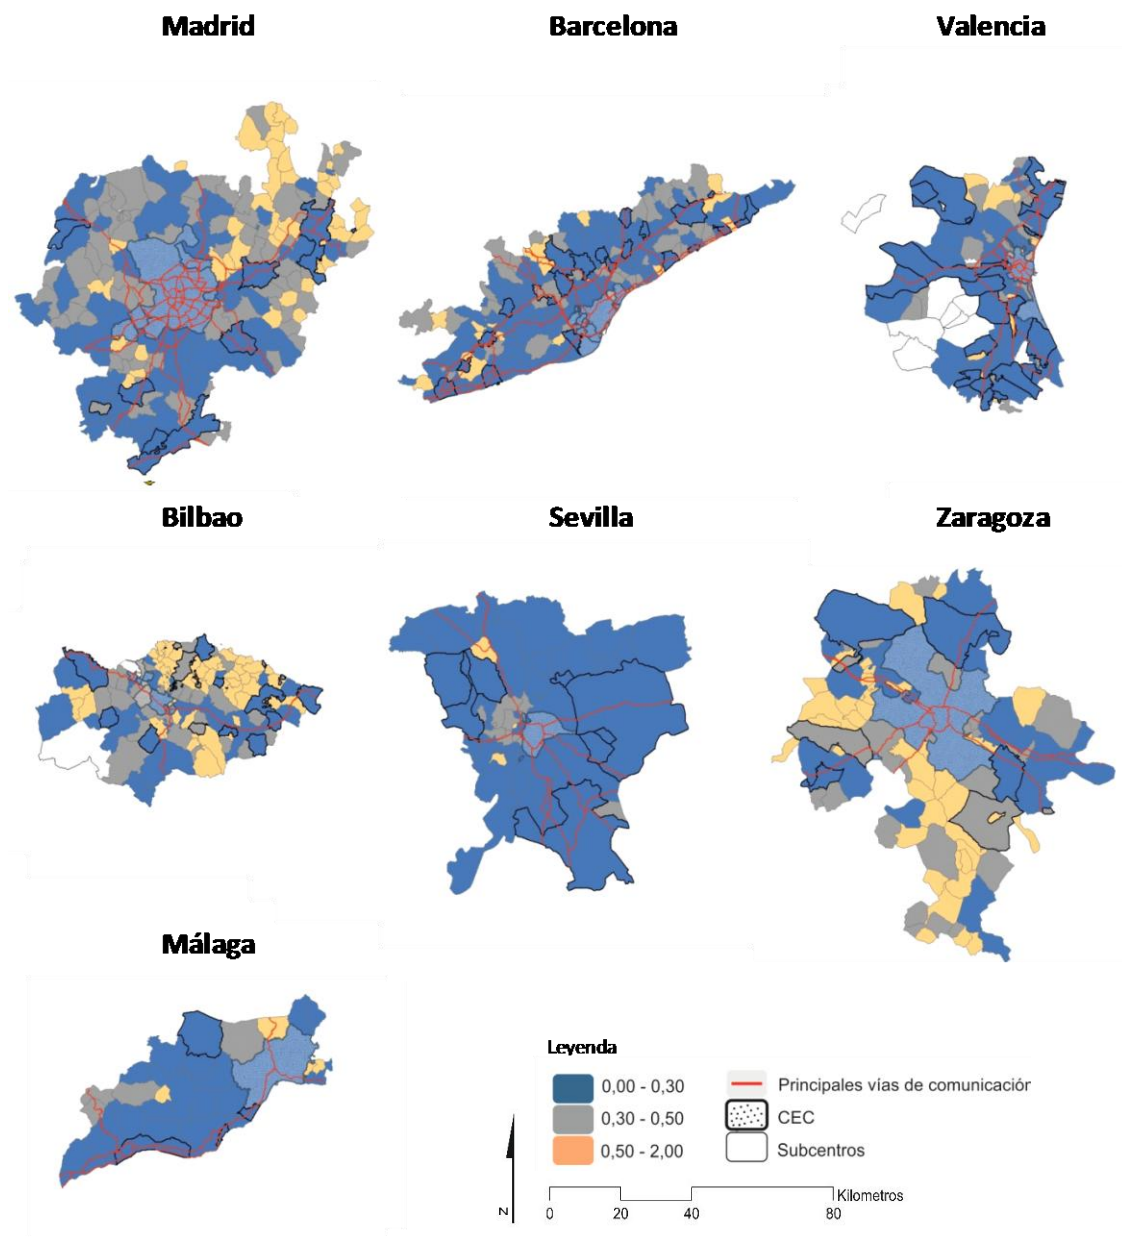 Madrid
Barcelona
Valencia
Bilbao
Sevilla
Zaragoza
Málaga
Leyenda
0,00 - 0,30
0,30 - 0,50
0,50 - 2,00
Principales vías de comunicación
CEC
Subcentros
N
Kilometros
0 20 40 80